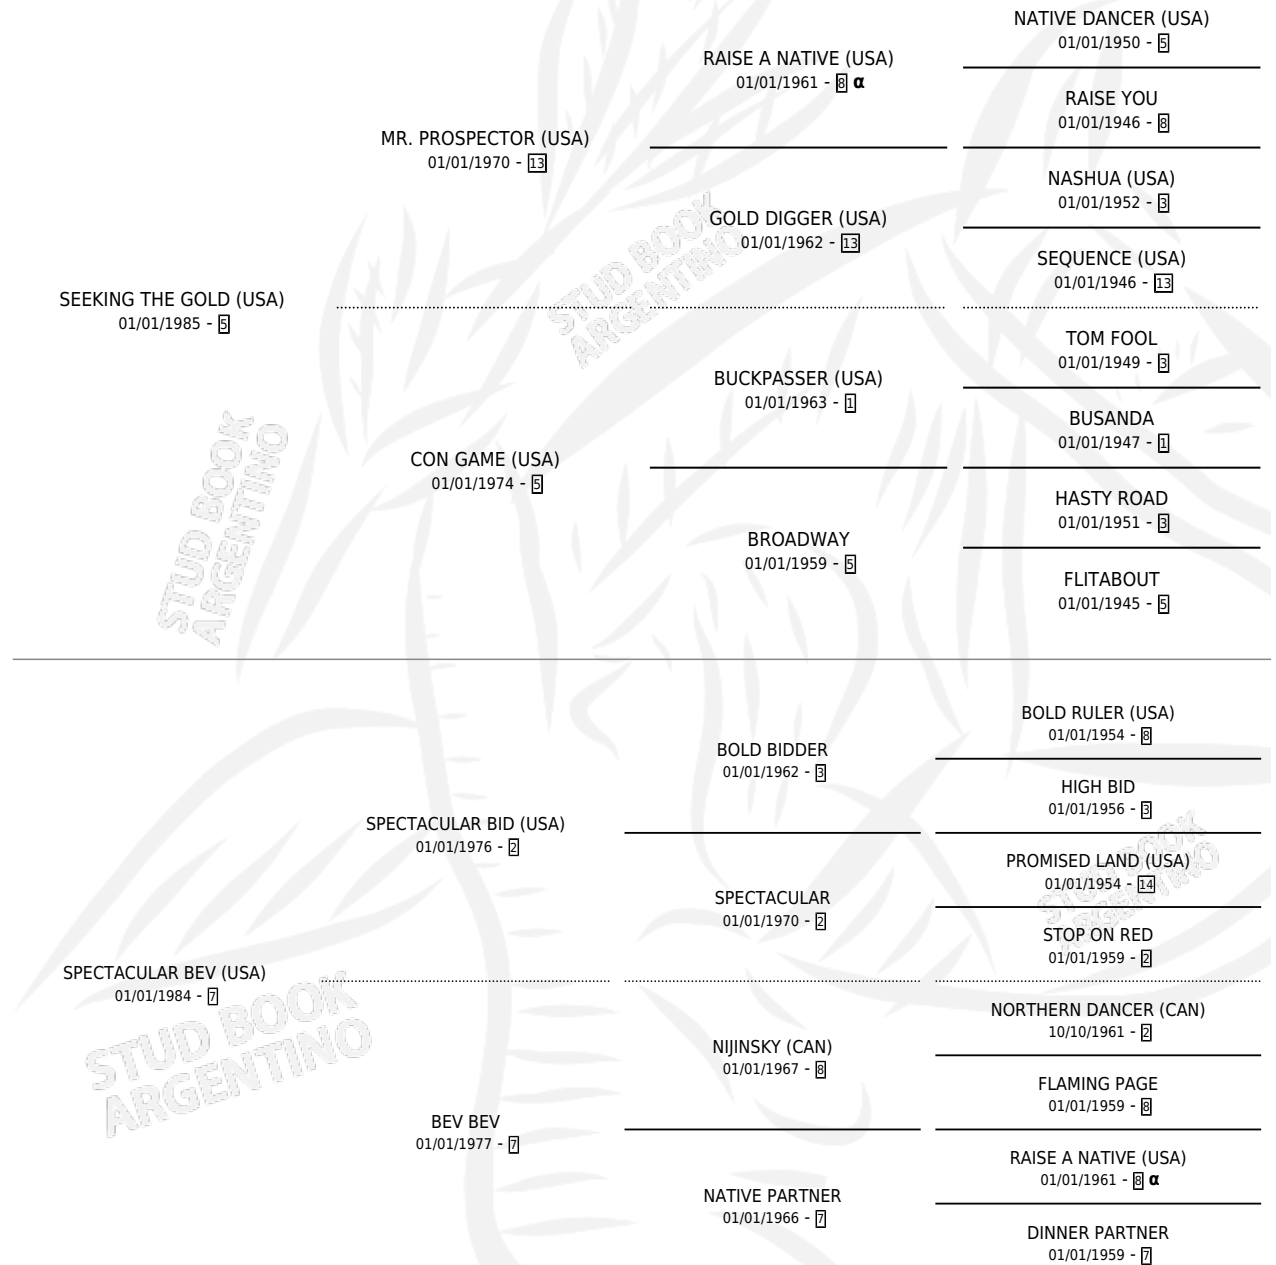 NATIVE DANCER (USA)
01/01/1950 - 5
RAISE A NATIVE (USA)
01/01/1961 - 8 α
RAISE YOU
01/01/1946 - 8
MR. PROSPECTOR (USA)
01/01/1970 - 13
NASHUA (USA)
01/01/1952 - 3
GOLD DIGGER (USA)
01/01/1962 - 13
SEQUENCE (USA)
01/01/1946 - 13
SEEKING THE GOLD (USA)
01/01/1985 - 5
STUD BOOK
ARGENTINO
TOM FOOL
01/01/1949 - 3
BUCKPASSER (USA)
01/01/1963 - 1
BUSANDA
01/01/1947 - 1
CON GAME (USA)
01/01/1974 - 5
HASTY ROAD
01/01/1951 - 3
BROADWAY
01/01/1959 - 5
FLITABOUT
01/01/1945 - 5
STUD BOOK
ARGENTINO
BOLD RULER (USA)
01/01/1954 - 8
BOLD BIDDER
01/01/1962 - 3
HIGH BID
01/01/1956 - 3
SPECTACULAR BID (USA)
01/01/1976 - 2
PROMISED LAND (USA)
01/01/1954 - 14
SPECTACULAR
01/01/1970 - 2
STOP ON RED
01/01/1959 - 2
STUD BOOK
ARGENTINO
SPECTACULAR BEV (USA)
01/01/1984 - 7
STUD BOOK
ARGENTINO
NORTHERN DANCER (CAN)
10/10/1961 - 2
NIJINSKY (CAN)
01/01/1967 - 8
FLAMING PAGE
01/01/1959 - 8
BEV BEV
01/01/1977 - 7
RAISE A NATIVE (USA)
01/01/1961 - 8 α
NATIVE PARTNER
01/01/1966 - 7
DINNER PARTNER
01/01/1959 - 7